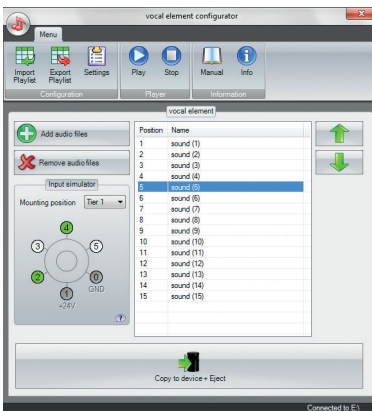 vocal element configurator
Menu
Import Playlist
Export Playlist
Settings
Play
Stop
Manual
Info
Configuration
Player
Information
vocal element
Add audio files
Remove audio files
Input simulator
Mounting position Tier 1
4
3
5
2
0
GND
1
+24V
?
Position Name
1 sound (1)
2 sound (2)
3 sound (3)
4 sound (4)
5 sound (5)
6 sound (6)
7 sound (7)
8 sound (8)
9 sound (9)
10 sound (10)
11 sound (11)
12 sound (12)
13 sound (13)
14 sound (14)
15 sound (15)
Copy to device + Eject
Connected to E:\